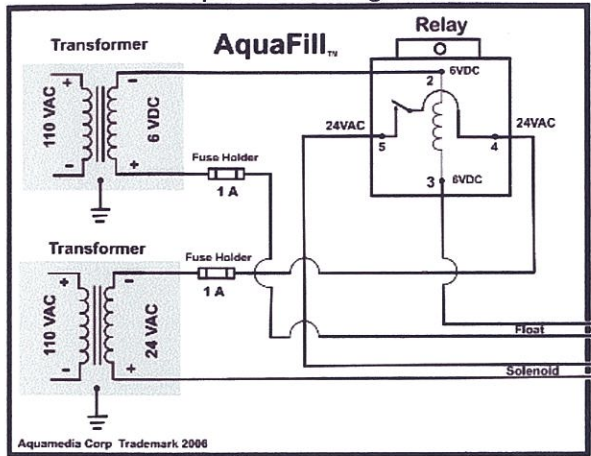 Relay
Transformer
AquaFill™
110 VAC
+
-
-
+
6 VDC
Fuse Holder
1 A
2
6VDC
24VAC
5
24VAC
4
3
6VDC
Transformer
110 VAC
+
-
-
+
24 VAC
Fuse Holder
1 A
Float
Solenoid
Aquamedia Corp Trademark 2006